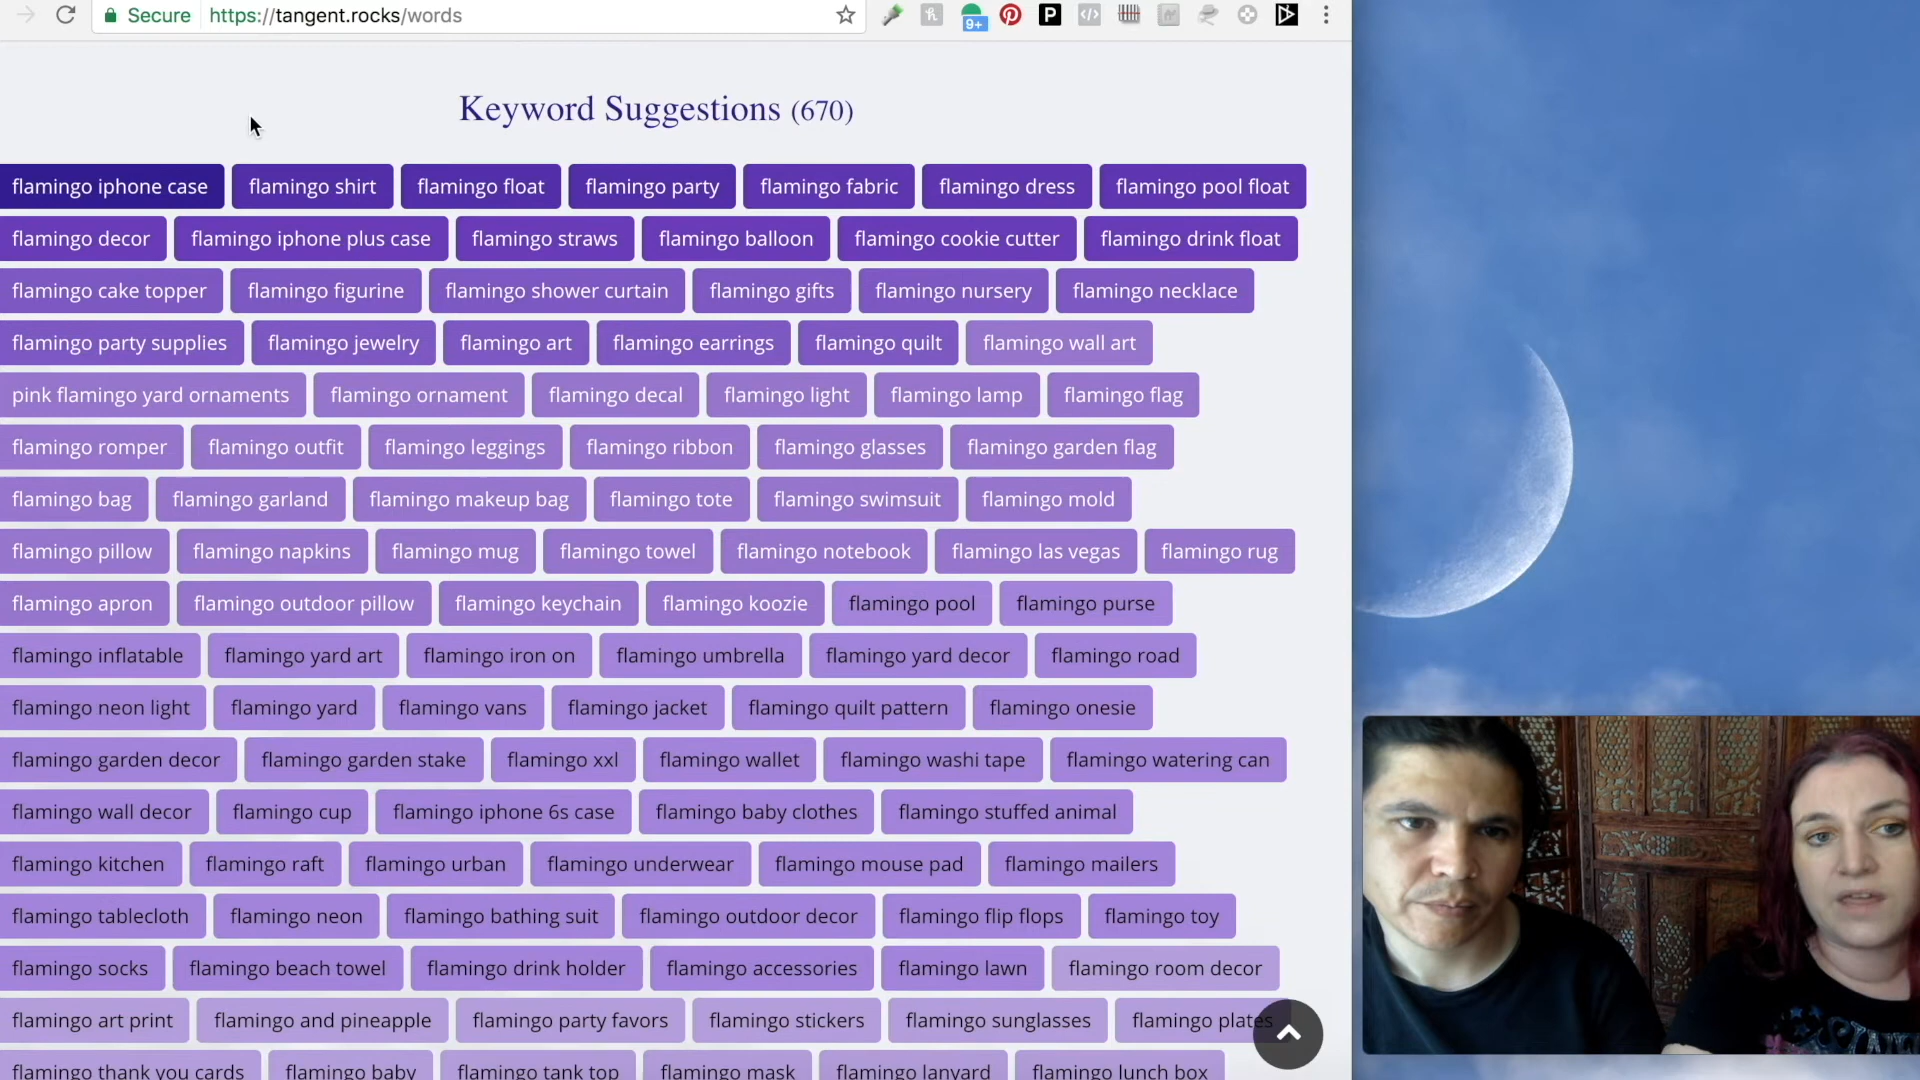 Secure https://tangent.rocks/words
9+
P
Keyword Suggestions (670)
flamingo iphone case flamingo shirt flamingo float flamingo party flamingo fabric flamingo dress flamingo pool float
flamingo decor flamingo iphone plus case flamingo straws flamingo balloon flamingo cookie cutter flamingo drink float
flamingo cake topper flamingo figurine flamingo shower curtain flamingo gifts flamingo nursery flamingo necklace
flamingo party supplies flamingo jewelry flamingo art flamingo earrings flamingo quilt flamingo wall art
pink flamingo yard ornaments flamingo ornament flamingo decal flamingo light flamingo lamp flamingo flag
flamingo romper flamingo outfit flamingo leggings flamingo ribbon flamingo glasses flamingo garden flag
flamingo bag flamingo garland flamingo makeup bag flamingo tote flamingo swimsuit flamingo mold
flamingo pillow flamingo napkins flamingo mug flamingo towel flamingo notebook flamingo las vegas flamingo rug
flamingo apron flamingo outdoor pillow flamingo keychain flamingo koozie flamingo pool flamingo purse
flamingo inflatable flamingo yard art flamingo iron on flamingo umbrella flamingo yard decor flamingo road
flamingo neon light flamingo yard flamingo vans flamingo jacket flamingo quilt pattern flamingo onesie
flamingo garden decor flamingo garden stake flamingo xxl flamingo wallet flamingo washi tape flamingo watering can
flamingo wall decor flamingo cup flamingo iphone 6s case flamingo baby clothes flamingo stuffed animal
flamingo kitchen flamingo raft flamingo urban flamingo underwear flamingo mouse pad flamingo mailers
flamingo tablecloth flamingo neon flamingo bathing suit flamingo outdoor decor flamingo flip flops flamingo toy
flamingo socks flamingo beach towel flamingo drink holder flamingo accessories flamingo lawn flamingo room decor
flamingo art print flamingo and pineapple flamingo party favors flamingo stickers flamingo sunglasses flamingo plates
flamingo thank you cards flamingo baby flamingo tank top flamingo mask flamingo lanyard flamingo lunch box